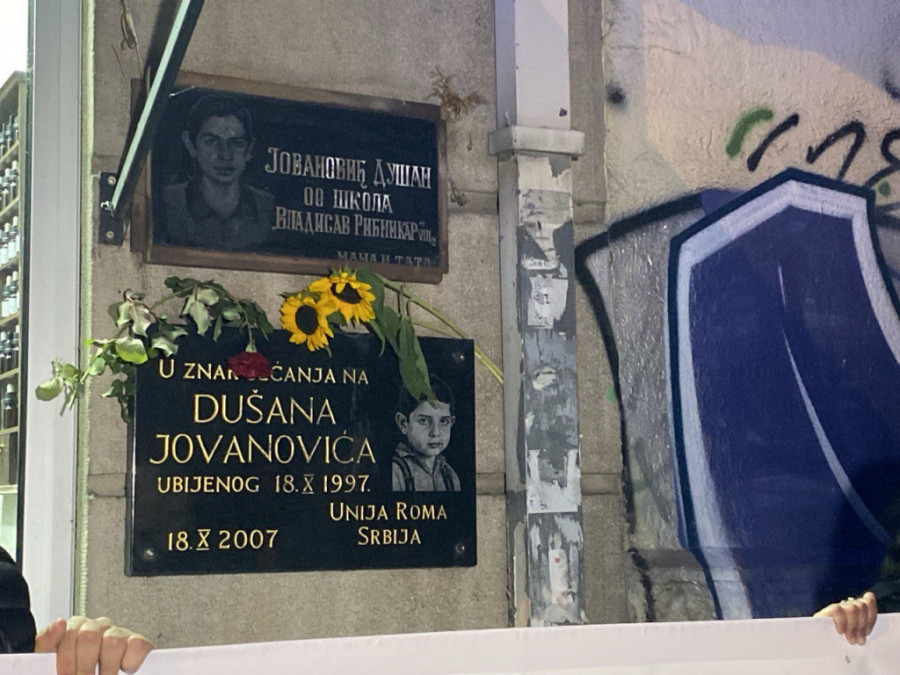 Јовановић Душан
оо школа
„Владисав Рибникар" VIII₂
мама и тата
U ZNAK SEĆANJA NA
DUŠANA
JOVANOVIĆA
UBIJENOG 18.X 1997.
UNIJA ROMA
SRBIJA
18.X 2007